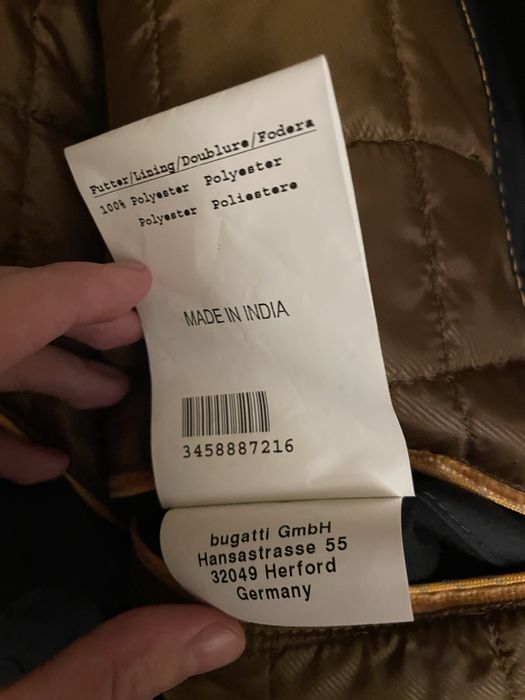 Futter/Lining/Doublure/Fodera
100% Polyester Polyester
Polyester Poliestere
MADE IN INDIA
3458887216
bugatti GmbH
Hansastrasse 55
32049 Herford
Germany